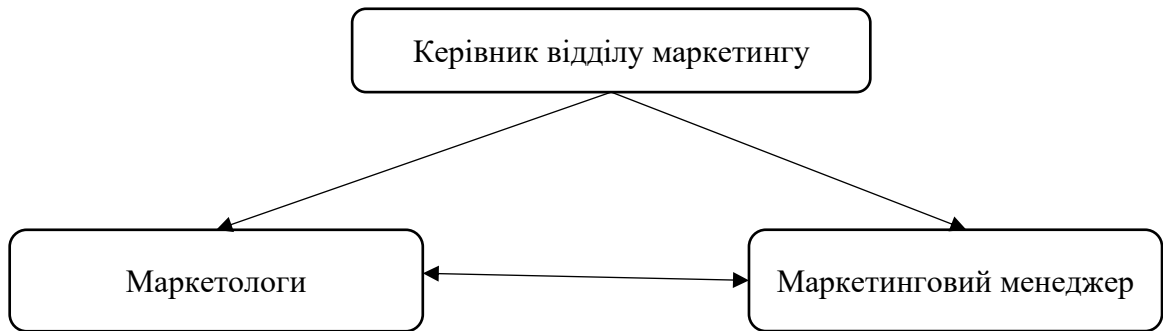 Керівник відділу маркетингу
Маркетологи
Маркетинговий менеджер